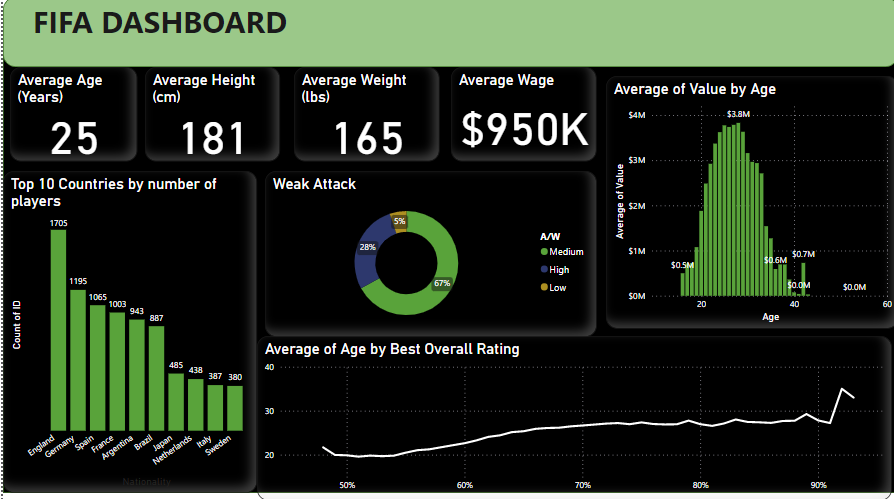 FIFA DASHBOARD
Average Age
(Years)
25
Average Height
(cm)
181
Average Weight
(lbs)
165
Average Wage
$950K
Average of Value by Age
$4M
$3M
$2M
$1M
$0M
Average of Value
$0.5M
$3.8M
$0.6M
$0.0M
$0.7M
$0.0M
20
40
60
Age
Top 10 Countries by number of
players
Count of ID
1705
1195
1065
1003
943
887
485
438
387
380
England
Germany
Spain
France
Argentina
Brazil
Japan
Netherlands
Italy
Sweden
Nationality
Weak Attack
5%
28%
67%
A/W
Medium
High
Low
Average of Age by Best Overall Rating
40
30
20
50%
60%
70%
80%
90%